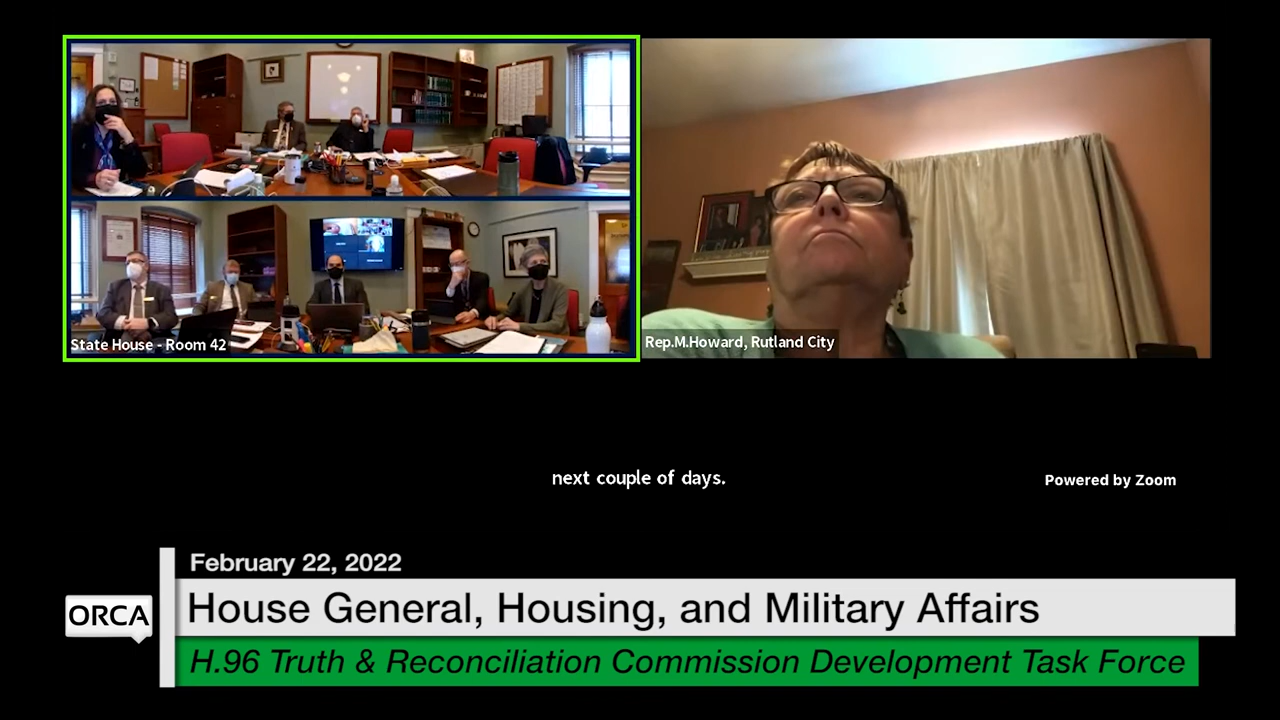 State House - Room 42
Rep.M.Howard, Rutland City
next couple of days.
Powered by Zoom
February 22, 2022
ORCA
House General, Housing, and Military Affairs
H.96 Truth & Reconciliation Commission Development Task Force